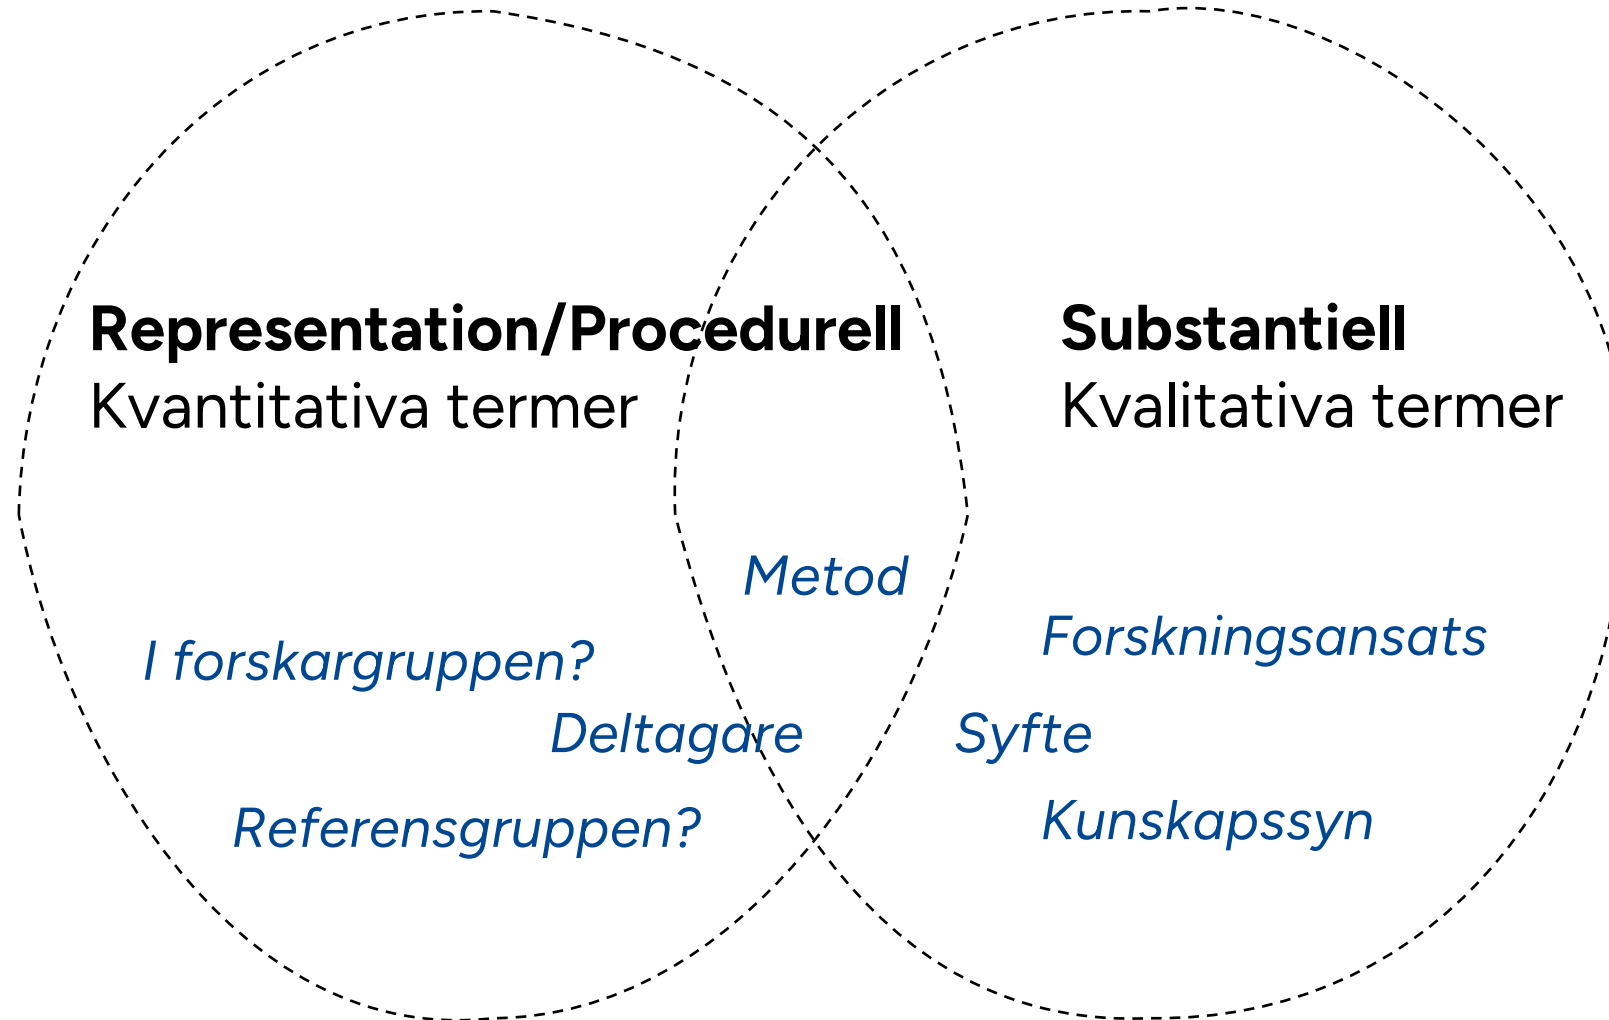 Representation/Procedurell
Kvantitativa termer
Substantiell
Kvalitativa termer
Metod
I forskargruppen?
Forskningsansats
Deltagare
Syfte
Referensgruppen?
Kunskapssyn